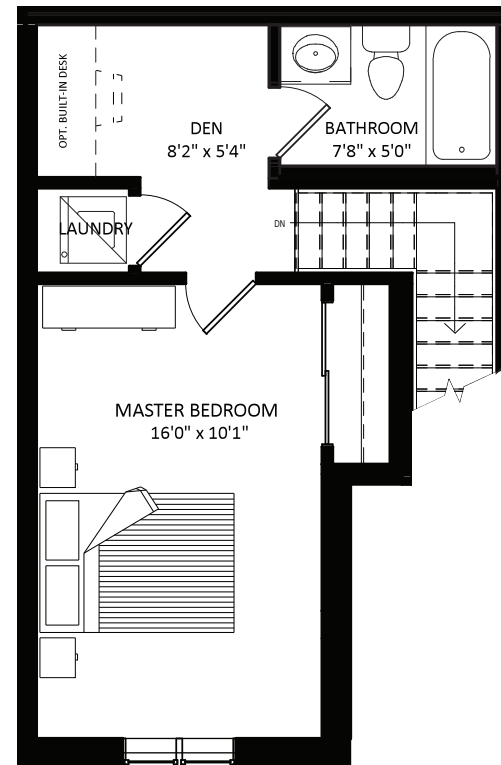 OPT. BUILT-IN DESK
DEN
8'2" x 5'4"
BATHROOM
7'8" x 5'0"
LAUNDRY
DN
MASTER BEDROOM
16'0" x 10'1"